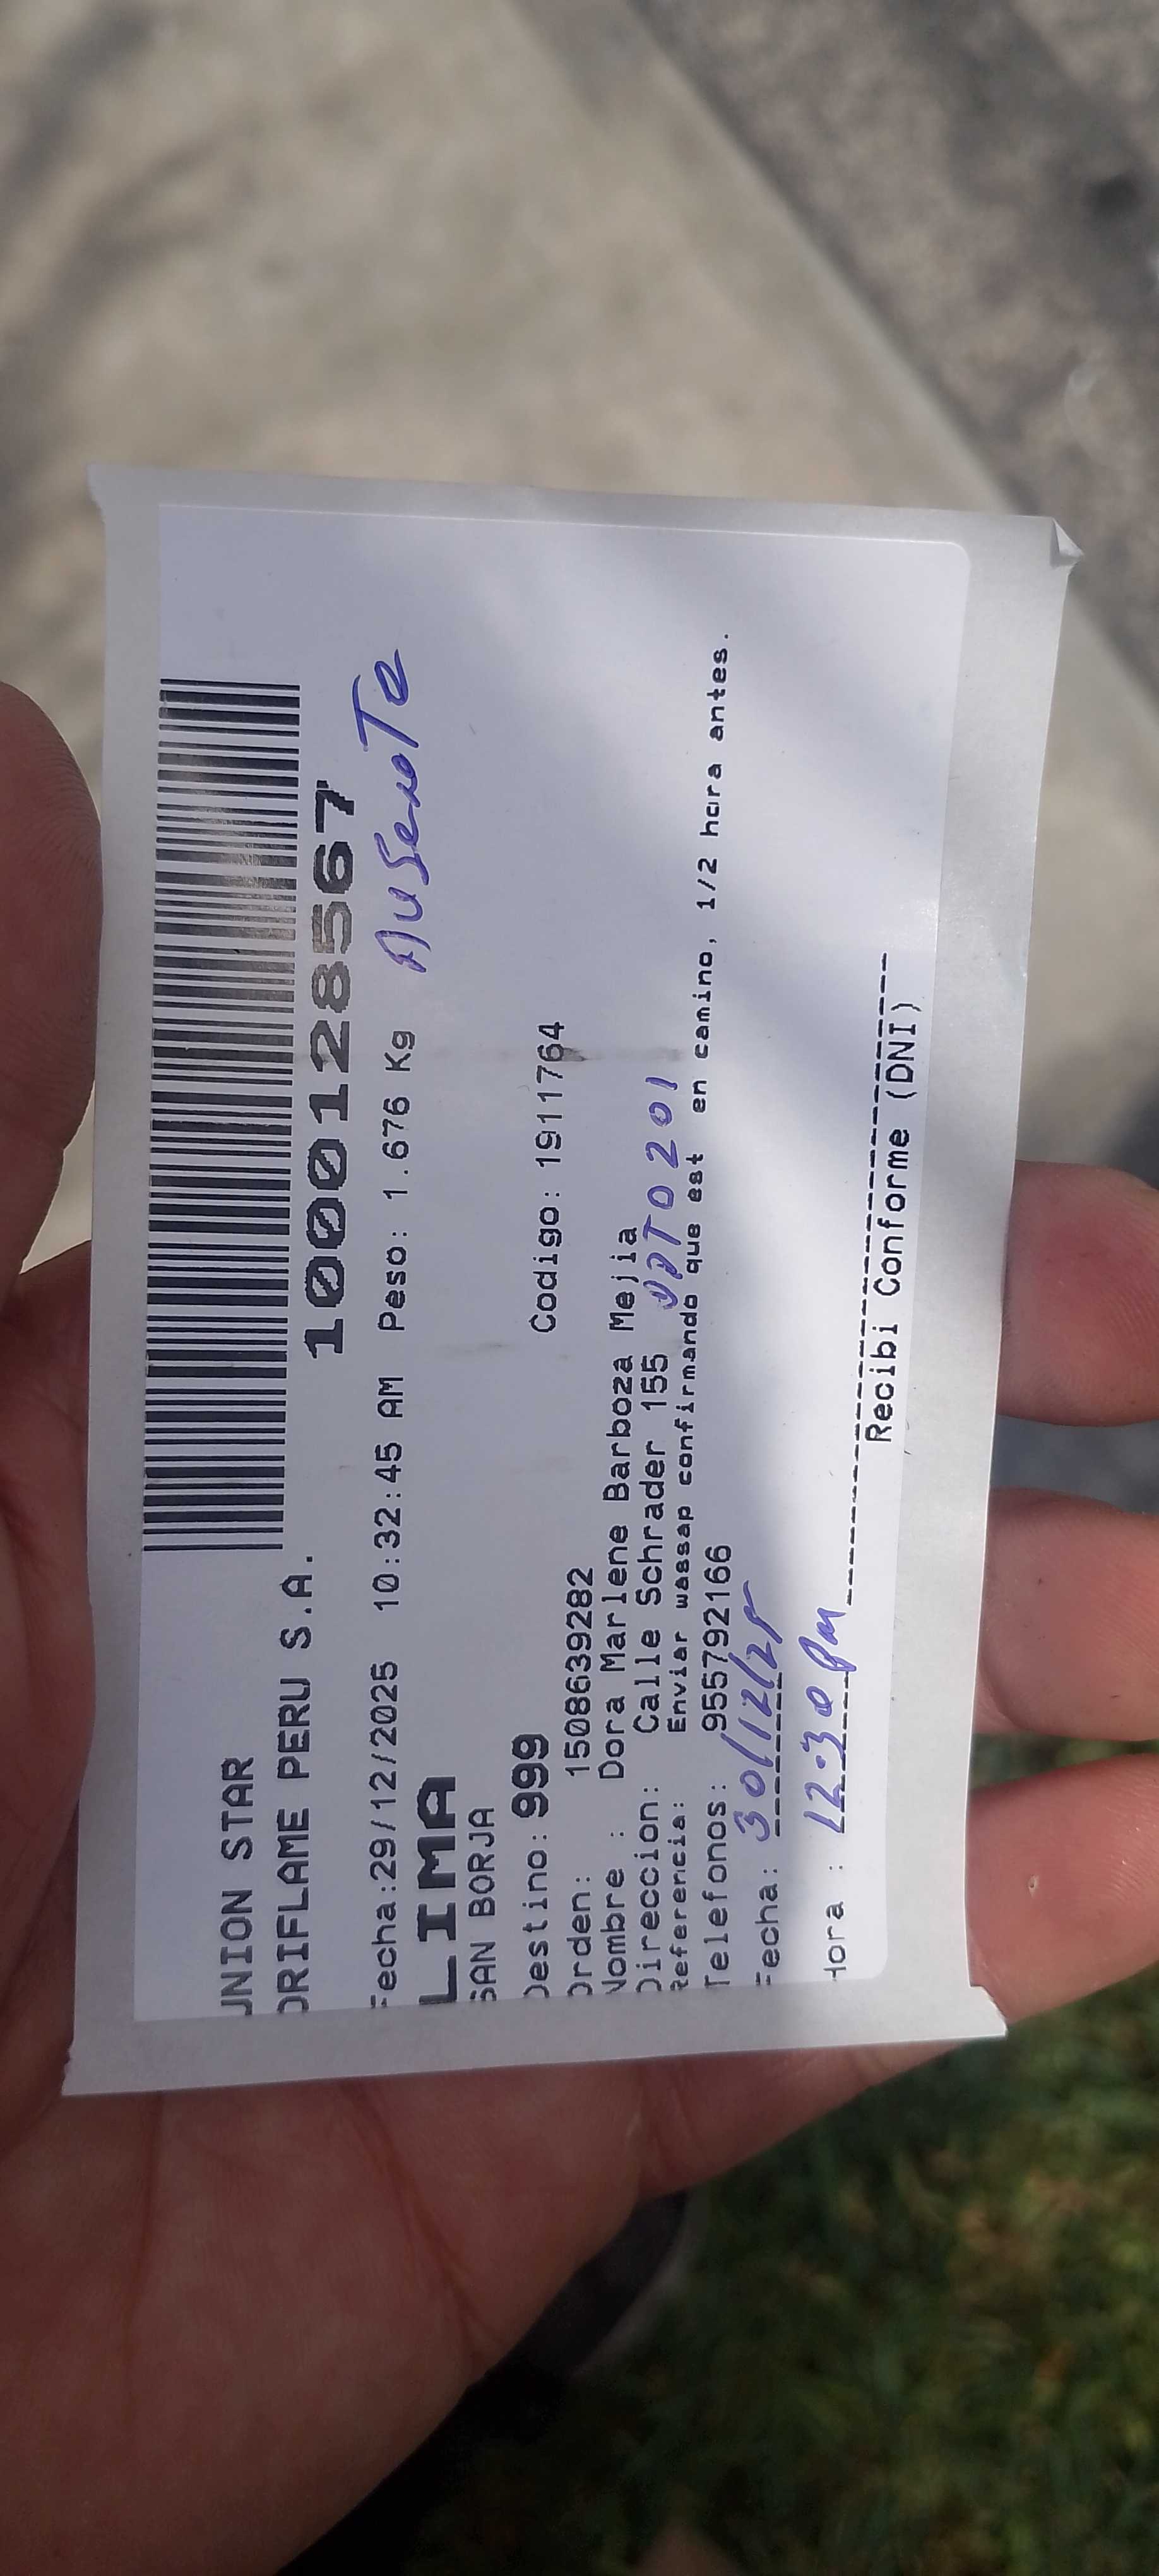 UNION STAR
ORIFLAME PERU S.A.
1000128567
Fecha:29/12/2025 10:32:45 AM Peso: 1.676 Kg AUSenTe
LIMA
SAN BORJA
Destino: 999 Codigo: 1911764
Orden: 1508639282
Nombre : Dora Marlene Barboza Mejia
Direccion: Calle Schrader 155 DPTO 201
Referencia: Enviar wassap confirmando que est en camino, 1/2 hora antes.
Telefonos: 955792166
Fecha: 30/12/25
Hora : 12:30 PM
Recibi Conforme (DNI)